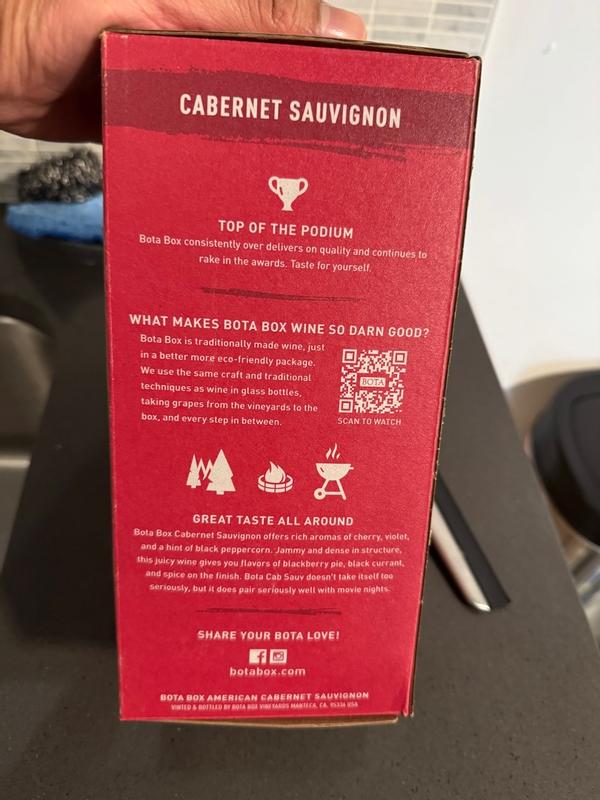 CABERNET SAUVIGNON
TOP OF THE PODIUM
Bota Box consistently over delivers on quality and continues to
rake in the awards. Taste for yourself.
WHAT MAKES BOTA BOX WINE SO DARN GOOD?
Bota Box is traditionally made wine, just
in a better more eco-friendly package.
We use the same craft and traditional
techniques as wine in glass bottles,
taking grapes from the vineyards to the
box, and every step in between.
BOTA
SCAN TO WATCH
GREAT TASTE ALL AROUND
Bota Box Cabernet Sauvignon offers rich aromas of cherry, violet,
and a hint of black peppercorn. Jammy and dense in structure,
this juicy wine gives you flavors of blackberry pie, black currant,
and spice on the finish. Bota Cab Sauv doesn't take itself too
seriously, but it does pair seriously well with movie nights.
SHARE YOUR BOTA LOVE!
botabox.com
BOTA BOX AMERICAN CABERNET SAUVIGNON
VINTED & BOTTLED BY BOTA BOX VINEYARDS MANTECA, CA. 95336 USA